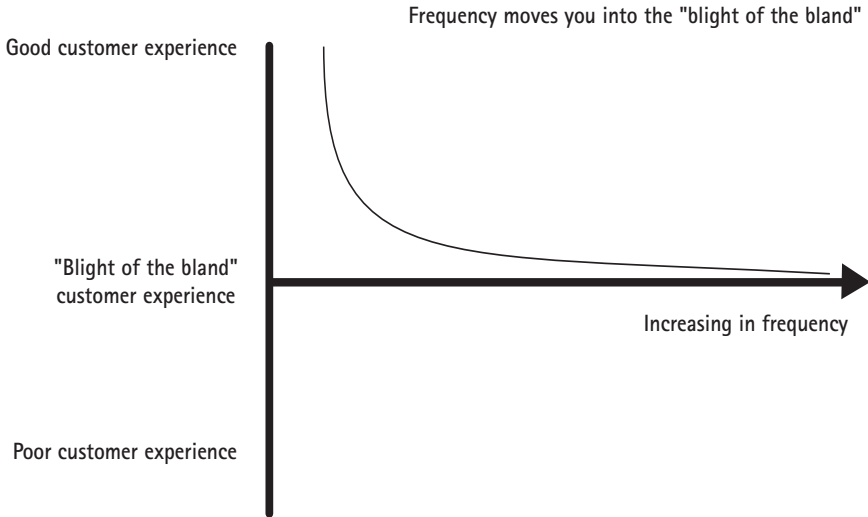 Frequency moves you into the "blight of the bland"
Good customer experience
"Blight of the bland"
customer experience
Increasing in frequency
Poor customer experience